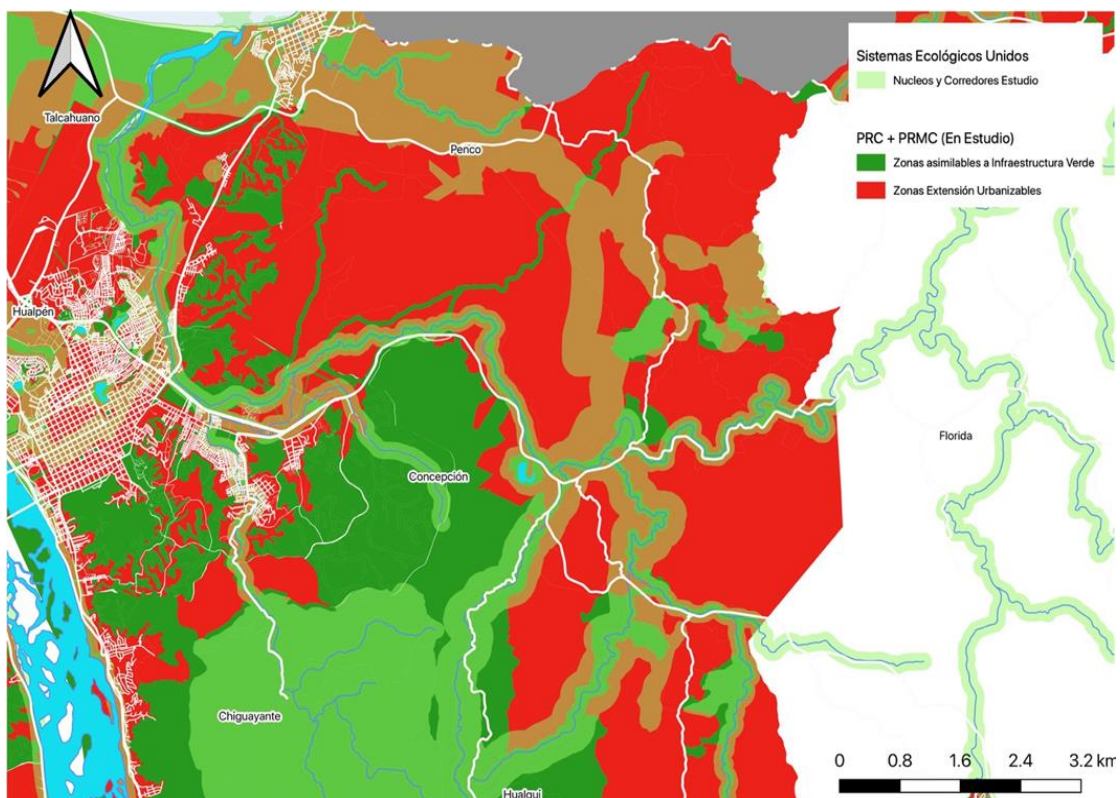 Sistemas Ecológicos Unidos
Nucleos y Corredores Estudio
PRC + PRMC (En Estudio)
Zonas asimilables a Infraestructura Verde
Zonas Extensión Urbanizables
Talcahuano
Penco
Hualpén
Florida
Concepción
Chiguayante
Hualqui
0 0.8 1.6 2.4 3.2 km